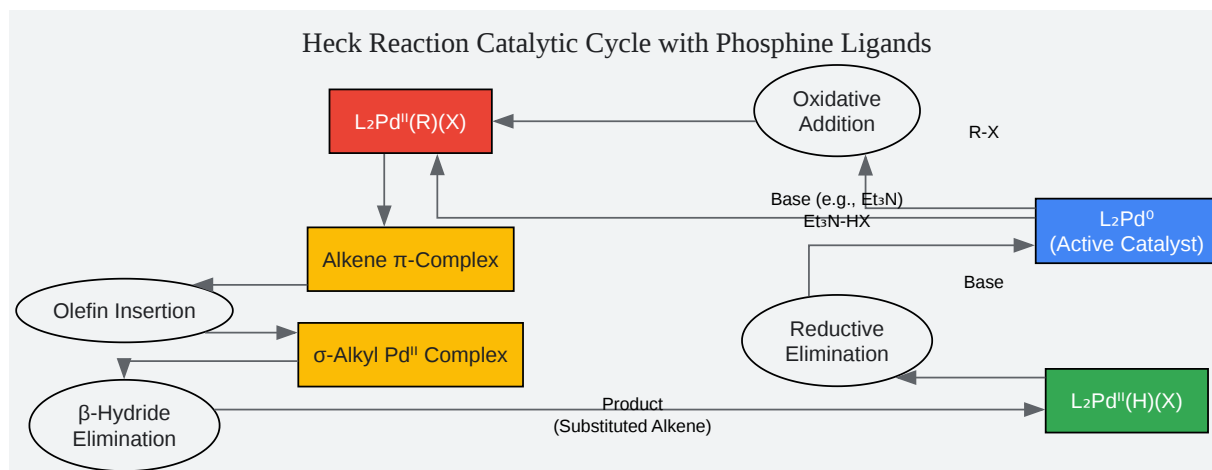 Heck Reaction Catalytic Cycle with Phosphine Ligands
Oxidative
Addition
L₂Pdᴵᴵ(R)(X)
R-X
Base (e.g., Et₃N)
Et₃N-HX
L₂Pd⁰
(Active Catalyst)
Alkene π-Complex
Base
Olefin Insertion
σ-Alkyl Pdᴵᴵ Complex
Reductive
Elimination
β-Hydride
Elimination
Product
(Substituted Alkene)
L₂Pdᴵᴵ(H)(X)